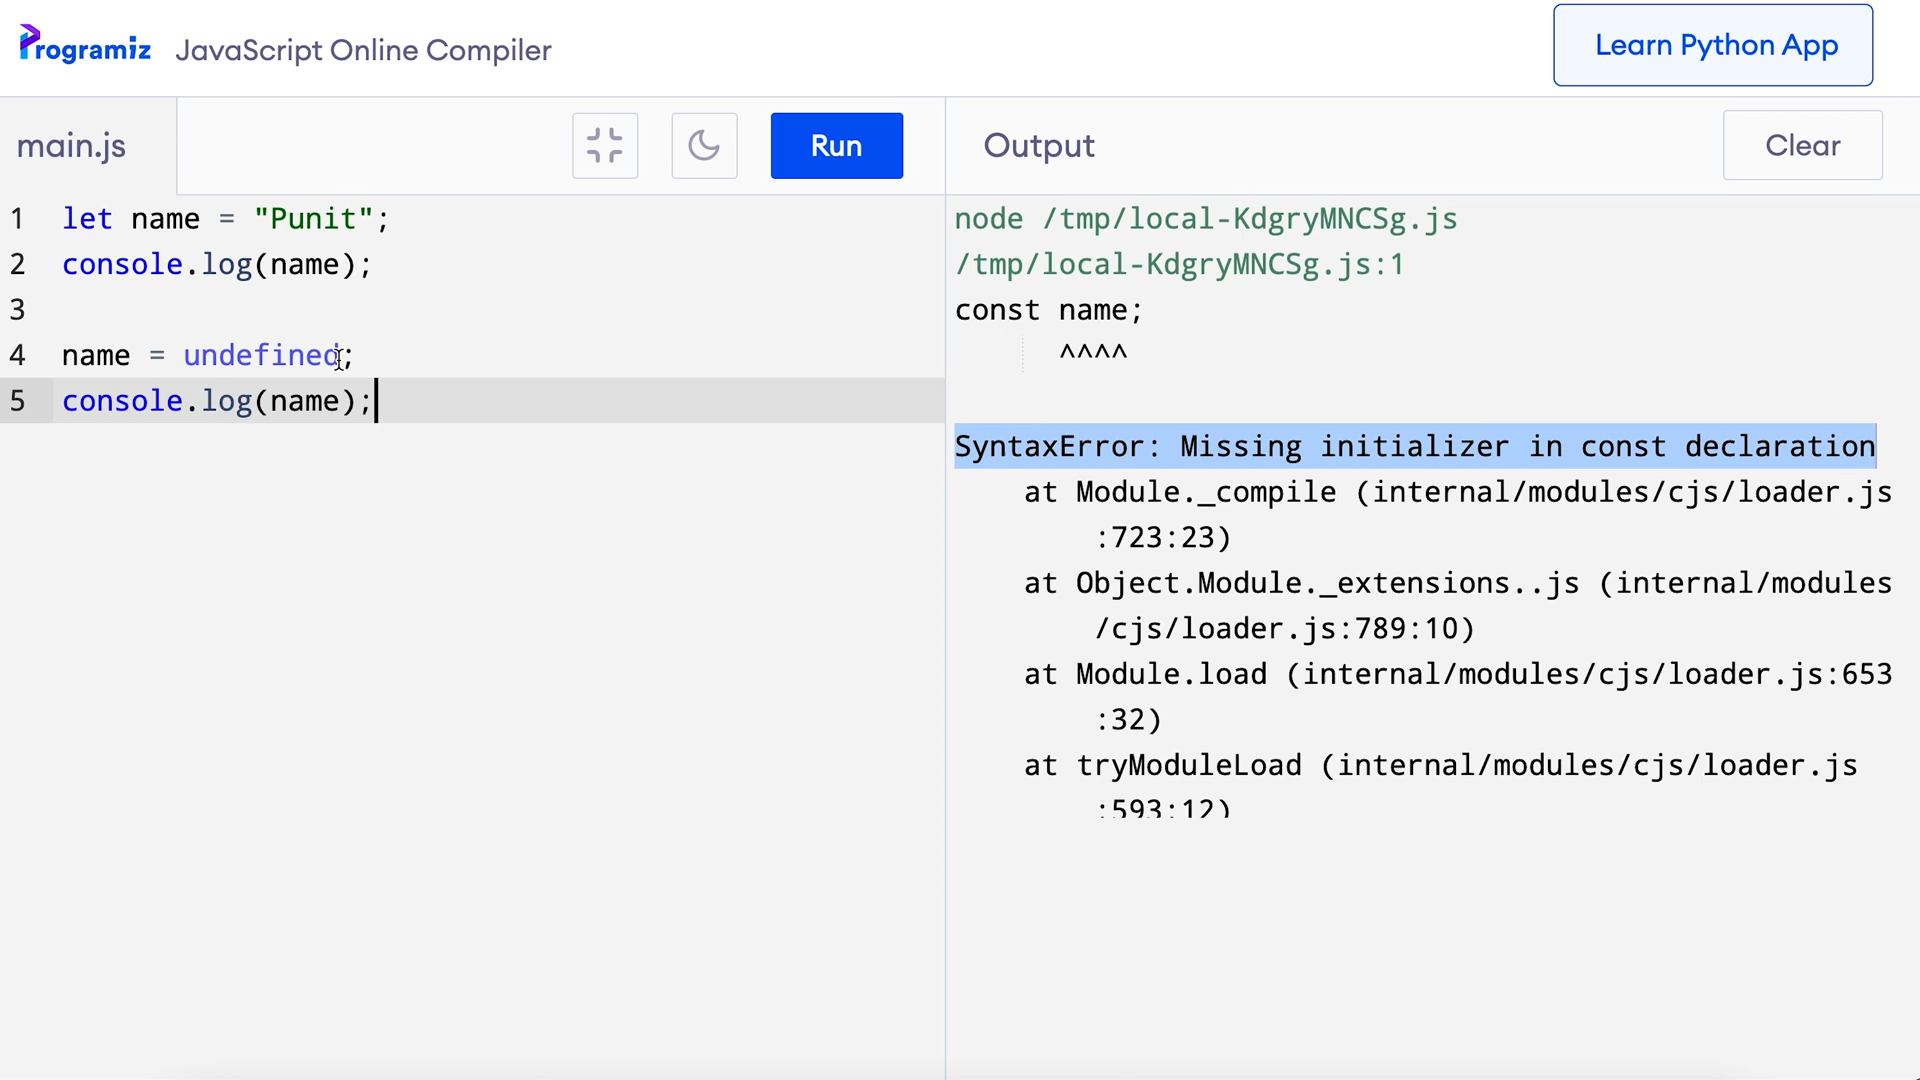 Programiz JavaScript Online Compiler
Learn Python App
main.js
Run
Output
Clear
1 let name = "Punit";
2 console.log(name);
3
4 name = undefined;
5 console.log(name);
node /tmp/local-KdgryMNCSg.js
/tmp/local-KdgryMNCSg.js:1
const name;
^^^^
SyntaxError: Missing initializer in const declaration
at Module._compile (internal/modules/cjs/loader.js
:723:23)
at Object.Module._extensions..js (internal/modules
/cjs/loader.js:789:10)
at Module.load (internal/modules/cjs/loader.js:653
:32)
at tryModuleLoad (internal/modules/cjs/loader.js
:593:12)